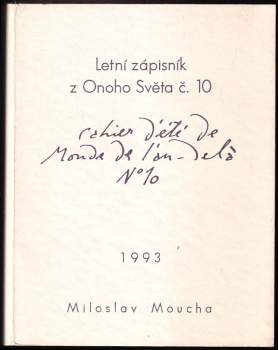 Letní zápisník
z Onoho Světa č. 10
Cahier d'été de
Monde de l'au-delà
N°10
1993
Miloslav Moucha